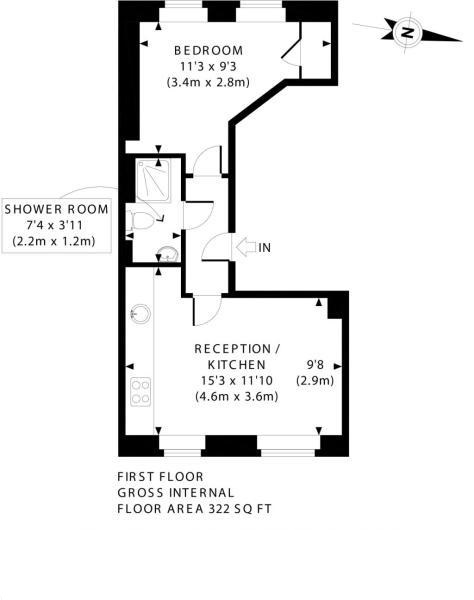 N
BEDROOM
11'3 x 9'3
(3.4m x 2.8m)
SHOWER ROOM
7'4 x 3'11
(2.2m x 1.2m)
IN
RECEPTION /
KITCHEN
15'3 x 11'10
(4.6m x 3.6m)
9'8
(2.9m)
FIRST FLOOR
GROSS INTERNAL
FLOOR AREA 322 SQ FT